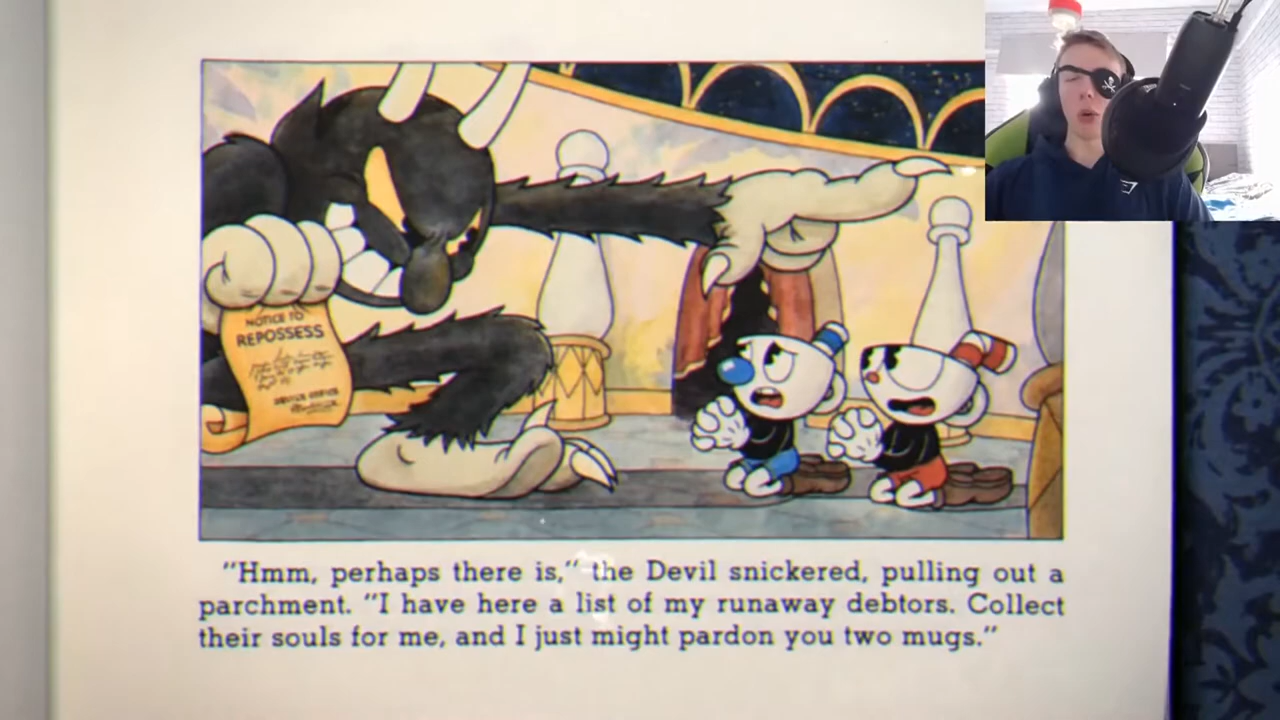 NOTICE TO
REPOSSESS
"Hmm, perhaps there is," the Devil snickered, pulling out a
parchment. "I have here a list of my runaway debtors. Collect
their souls for me, and I just might pardon you two mugs."